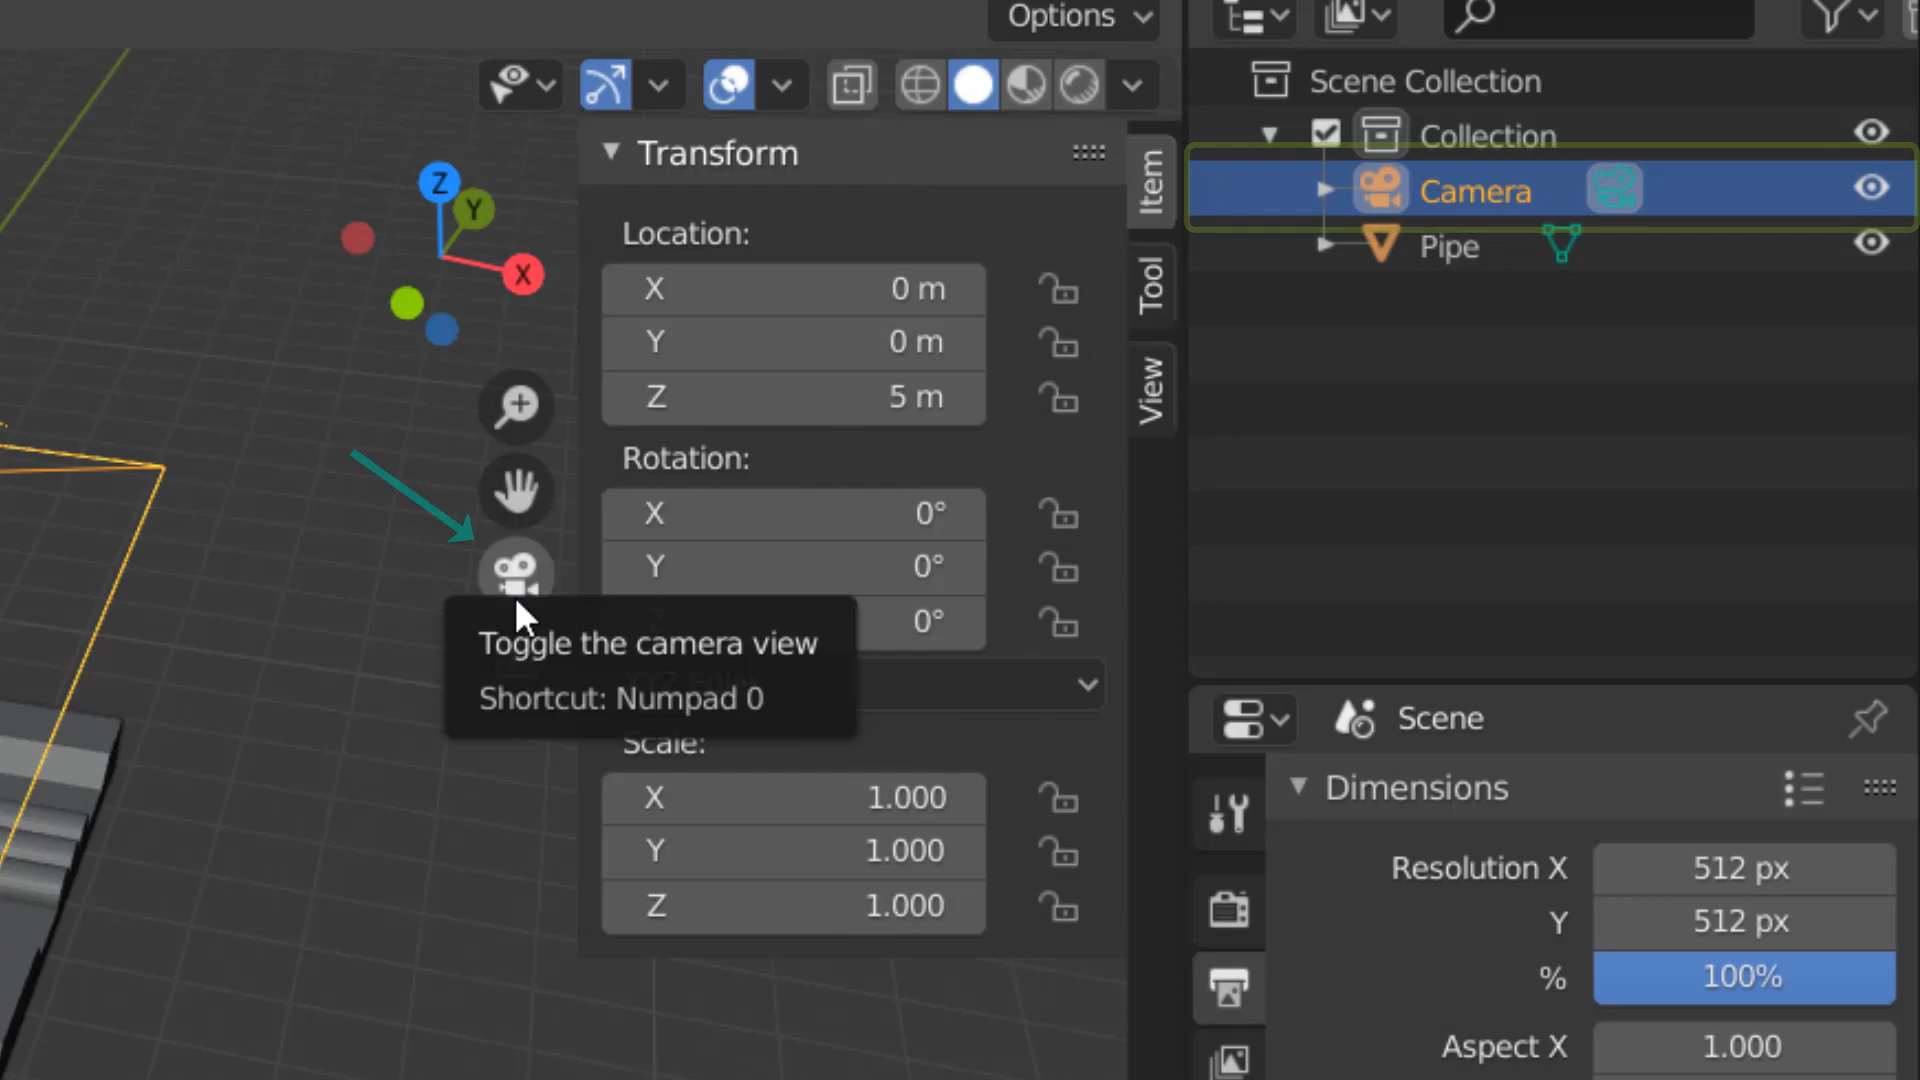 Options
Scene Collection
Collection
Camera
Pipe
Transform
Item
Tool
View
Z
Y
X
Location:
X 0 m
Y 0 m
Z 5 m
Rotation:
X 0°
Y 0°
Z 0°
Toggle the camera view
Shortcut: Numpad 0
XYZ Euler
Scale:
X 1.000
Y 1.000
Z 1.000
Scene
Dimensions
Resolution X 512 px
Y 512 px
% 100%
Aspect X 1.000